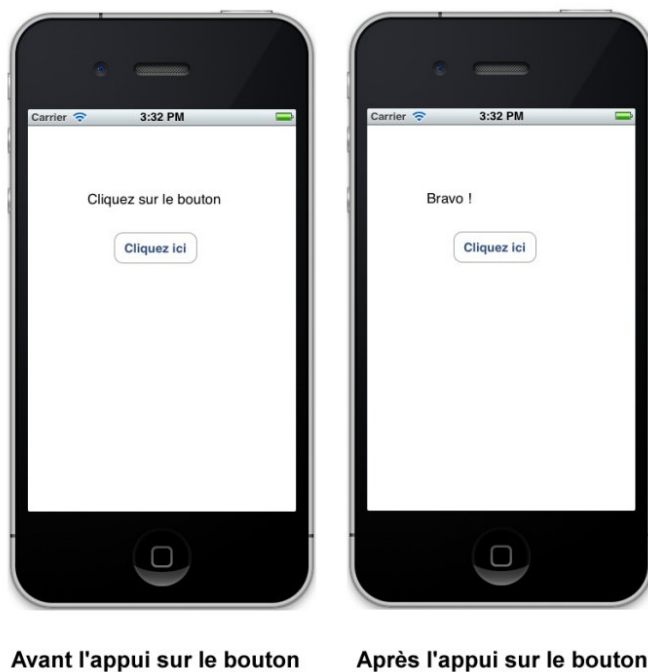 Carrier 3:32 PM
Cliquez sur le bouton
Cliquez ici
Carrier 3:32 PM
Bravo !
Cliquez ici
Avant l'appui sur le bouton
Après l'appui sur le bouton